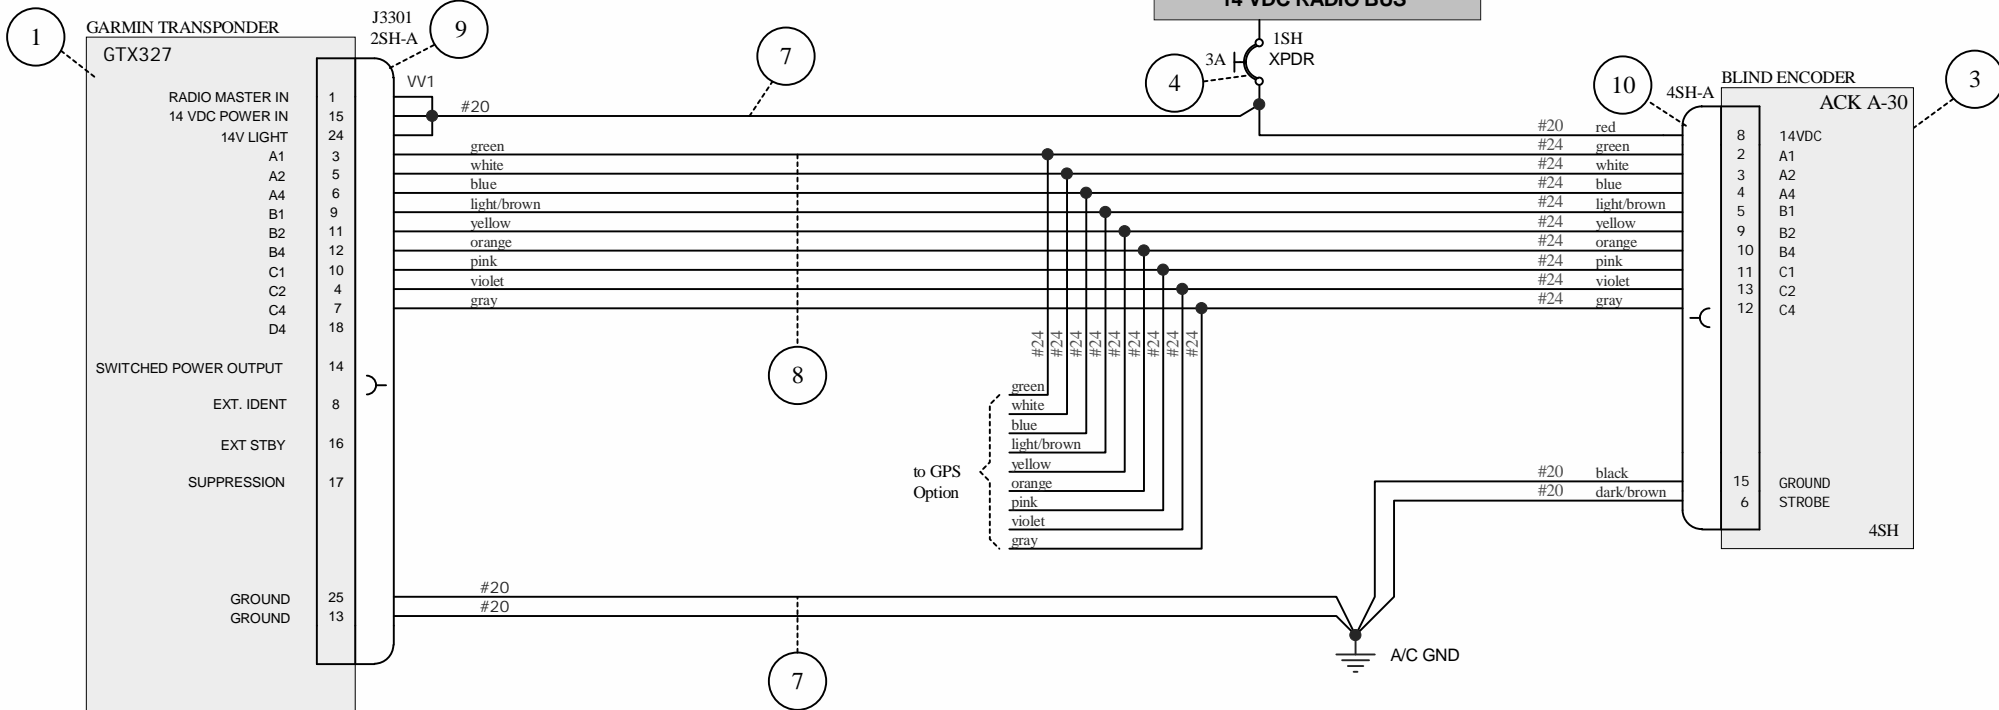 14 VDC RADIO BUS
GARMIN TRANSPONDER
GTX327
1
J3301
2SH-A
9
VV1
7
1SH
XPDR
3A
4
10
4SH-A
BLIND ENCODER
ACK A-30
3
RADIO MASTER IN 1
14 VDC POWER IN 15 #20
14V LIGHT 24 #20 red 8 14VDC
A1 3 green #24 green 2 A1
A2 5 white #24 white 3 A2
A4 6 blue #24 blue 4 A4
B1 9 light/brown #24 light/brown 5 B1
B2 11 yellow #24 yellow 9 B2
B4 12 orange #24 orange 10 B4
C1 10 pink #24 pink 11 C1
C2 4 violet #24 violet 13 C2
C4 7 gray #24 gray 12 C4
D4 18
#24 #24 #24 #24 #24 #24 #24 #24 #24
SWITCHED POWER OUTPUT 14
8
EXT. IDENT 8
EXT STBY 16
SUPPRESSION 17
green
white
blue
light/brown
yellow
orange
pink
violet
gray
to GPS
Option
#20 black 15 GROUND
#20 dark/brown 6 STROBE
4SH
GROUND 25 #20
GROUND 13 #20
A/C GND
7